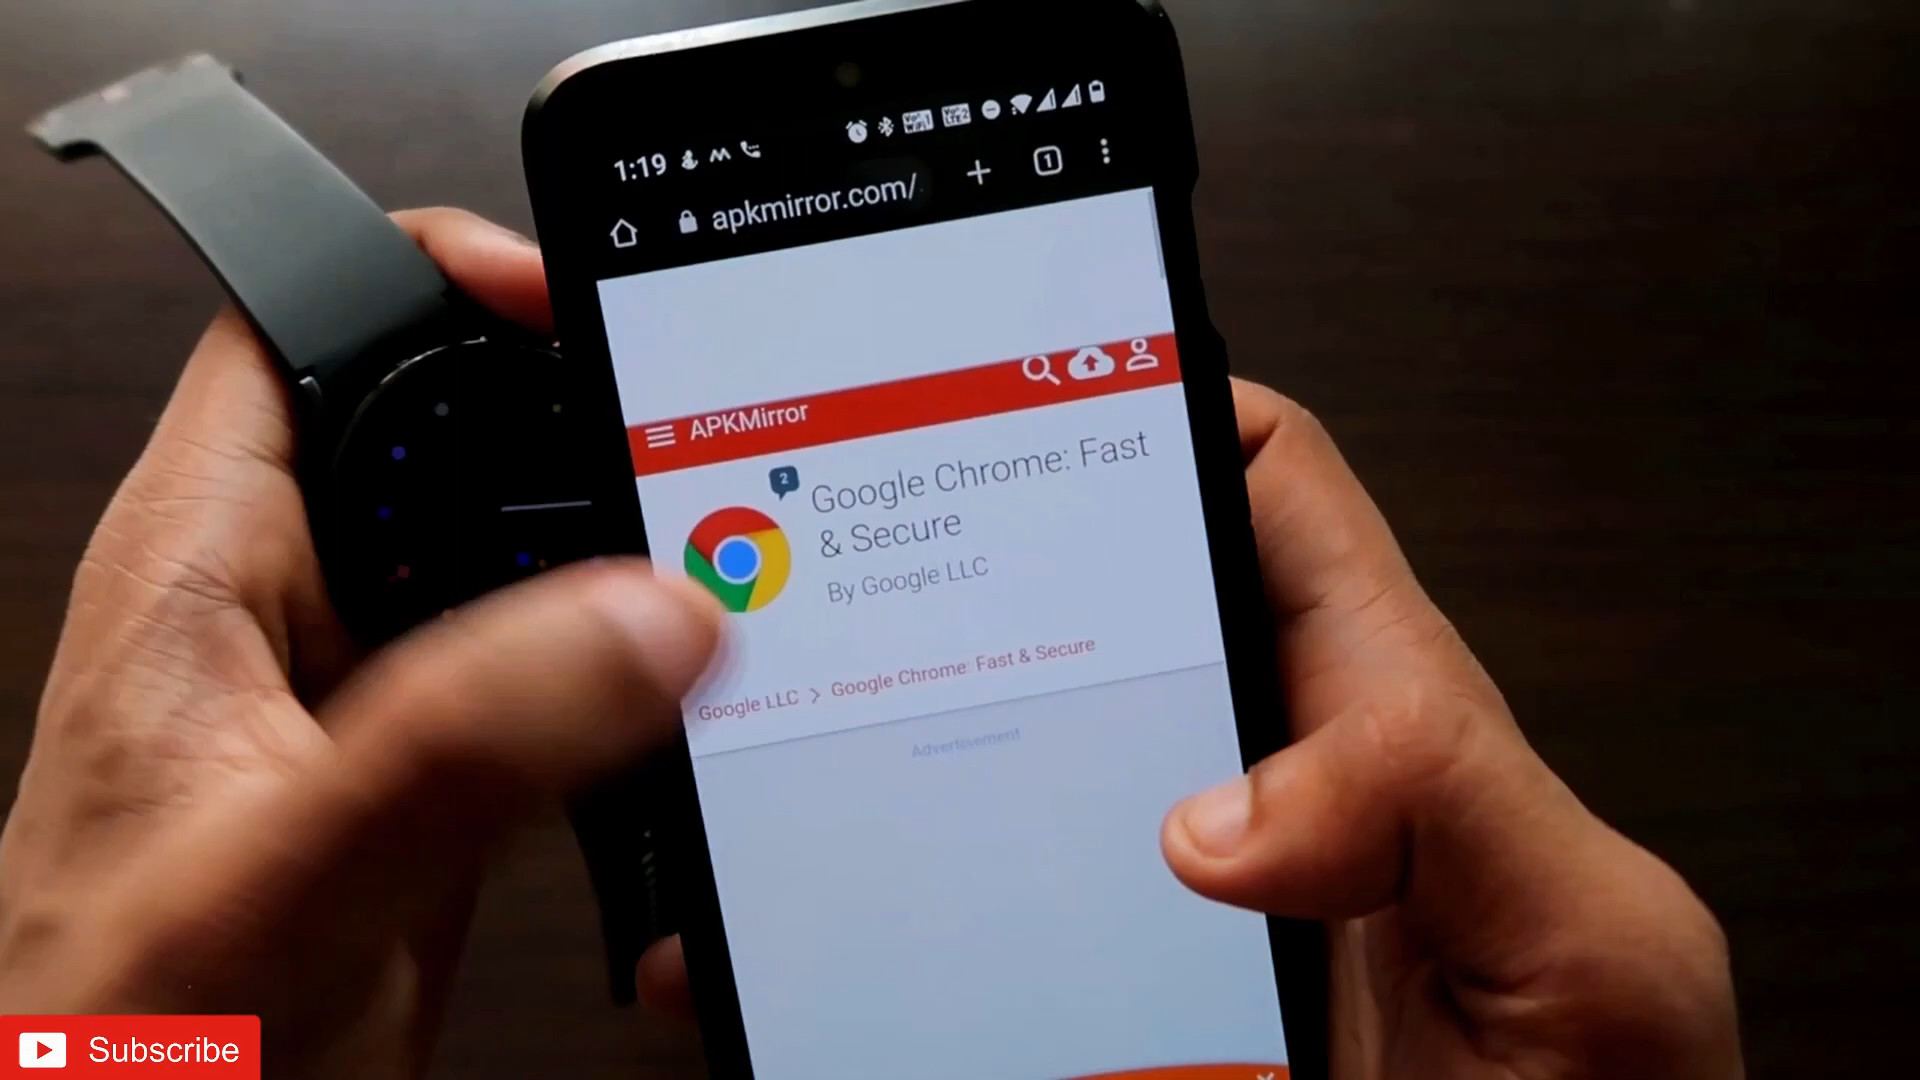 1:19
apkmirror.com/
1
APKMirror
2
Google Chrome: Fast
& Secure
By Google LLC
Google LLC > Google Chrome: Fast & Secure
Advertisement
Subscribe